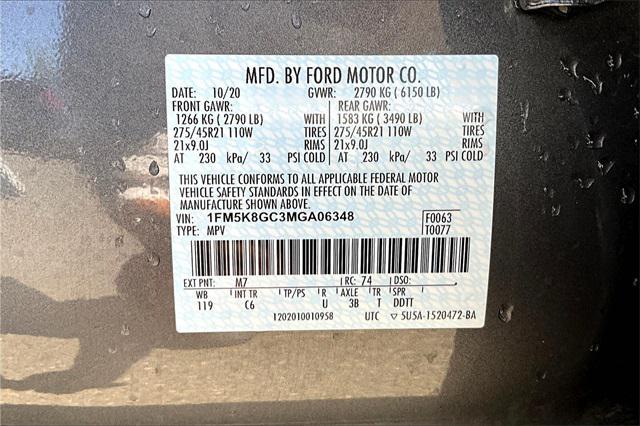 MFD. BY FORD MOTOR CO.
DATE: 10/20 GVWR: 2790 KG ( 6150 LB)
FRONT GAWR: REAR GAWR:
1266 KG ( 2790 LB) WITH 1583 KG ( 3490 LB) WITH
275/45R21 110W TIRES 275/45R21 110W TIRES
21x9.0J RIMS 21x9.0J RIMS
AT 230 kPa/ 33 PSI COLD AT 230 kPa/ 33 PSI COLD
THIS VEHICLE CONFORMS TO ALL APPLICABLE FEDERAL MOTOR
VEHICLE SAFETY STANDARDS IN EFFECT ON THE DATE OF
MANUFACTURE SHOWN ABOVE.
VIN: 1FM5K8GC3MGA06348 F0063
TYPE: MPV T0077
EXT PNT: M7 RC: 74 DSO:
WB INT TR TP/PS R AXLE TR SPR
119 C6 U 3B T DDTT
1202010010958 UTC ▽ 5U5A-1520472-BA